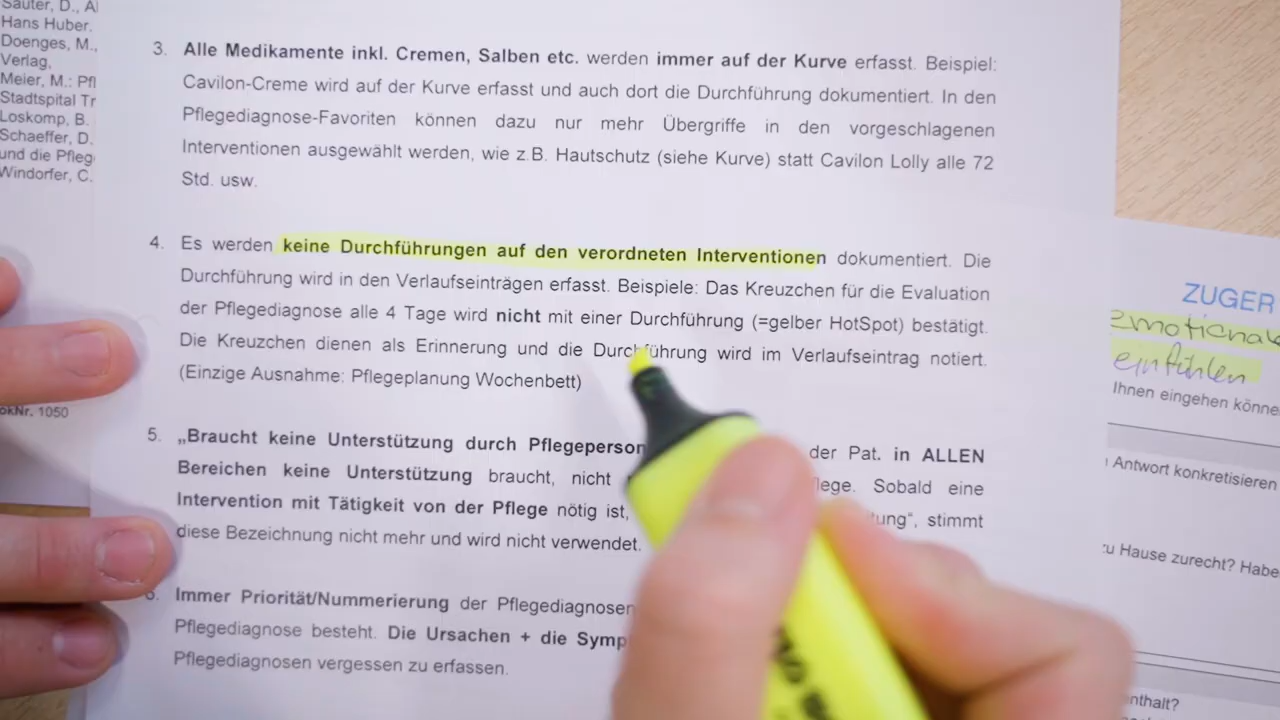 Sauter, D., A
Hans Huber,
Doenges, M.,
Verlag,
Meier, M.: Pfl
Stadtspital Tr
Loskomp, B.
Schaeffer, D.
und die Pfleg
Windorfer, C.
okNr. 1050
3. Alle Medikamente inkl. Cremen, Salben etc. werden immer auf der Kurve erfasst. Beispiel:
Cavilon-Creme wird auf der Kurve erfasst und auch dort die Durchführung dokumentiert. In den
Pflegediagnose-Favoriten können dazu nur mehr Übergriffe in den vorgeschlagenen
Interventionen ausgewählt werden, wie z.B. Hautschutz (siehe Kurve) statt Cavilon Lolly alle 72
Std. usw.
4. Es werden keine Durchführungen auf den verordneten Interventionen dokumentiert. Die
Durchführung wird in den Verlaufseinträgen erfasst. Beispiele: Das Kreuzchen für die Evaluation
der Pflegediagnose alle 4 Tage wird nicht mit einer Durchführung (=gelber HotSpot) bestätigt.
Die Kreuzchen dienen als Erinnerung und die Durchführung wird im Verlaufseintrag notiert.
(Einzige Ausnahme: Pflegeplanung Wochenbett)
5. „Braucht keine Unterstützung durch Pflegeperson der Pat. in ALLEN
Bereichen keine Unterstützung braucht, nicht lege. Sobald eine
Intervention mit Tätigkeit von der Pflege nötig ist, tung“, stimmt
diese Bezeichnung nicht mehr und wird nicht verwendet.
6. Immer Priorität/Nummerierung der Pflegediagnosen
Pflegediagnose besteht. Die Ursachen + die Symp
Pflegediagnosen vergessen zu erfassen.
ZUGER
emotionale
einfühlen
Ihnen eingehen könne
Antwort konkretisieren
zu Hause zurecht? Habe
enthalt?